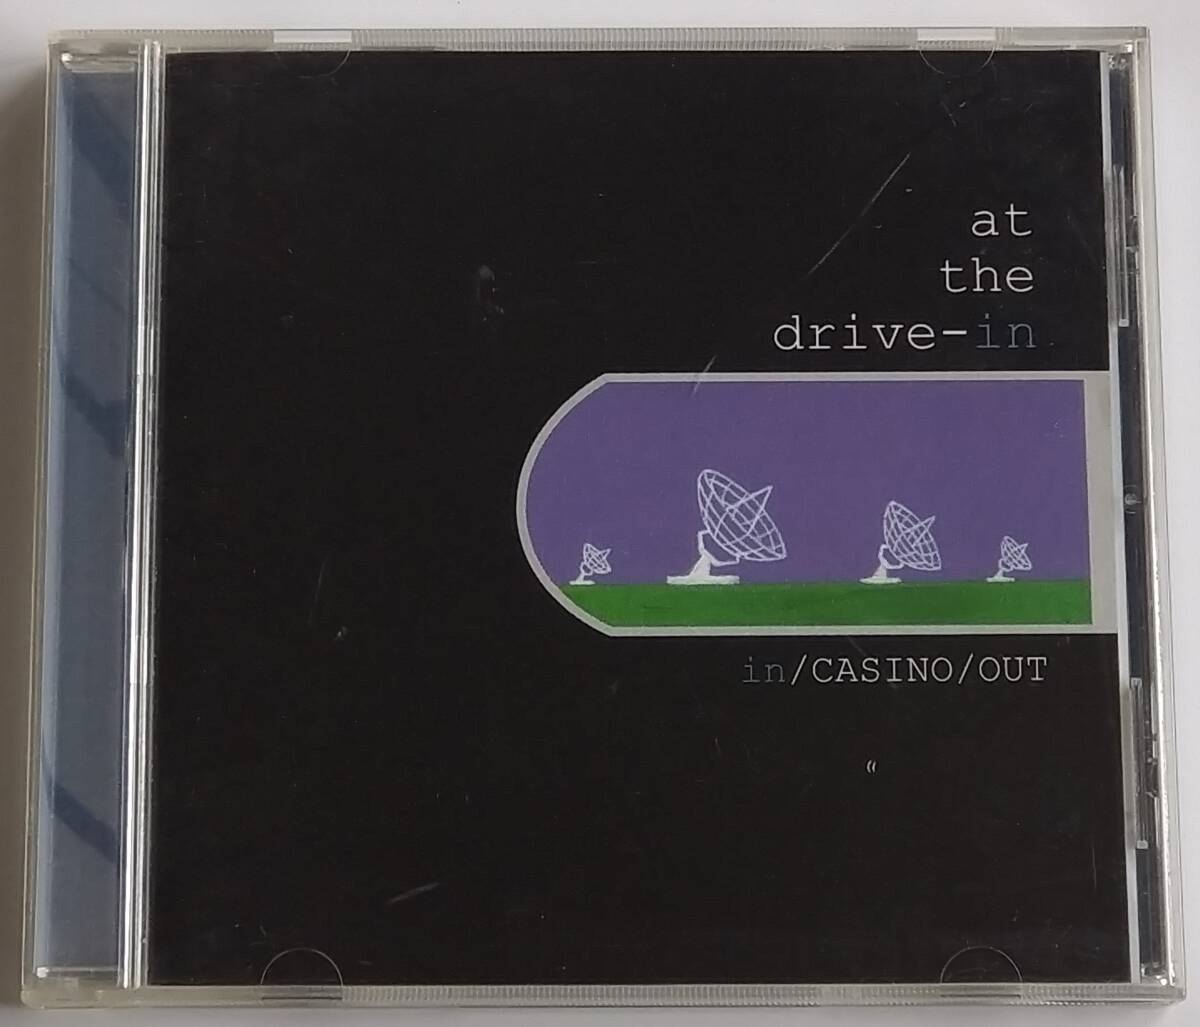 at
the
drive-in
in/CASINO/OUT